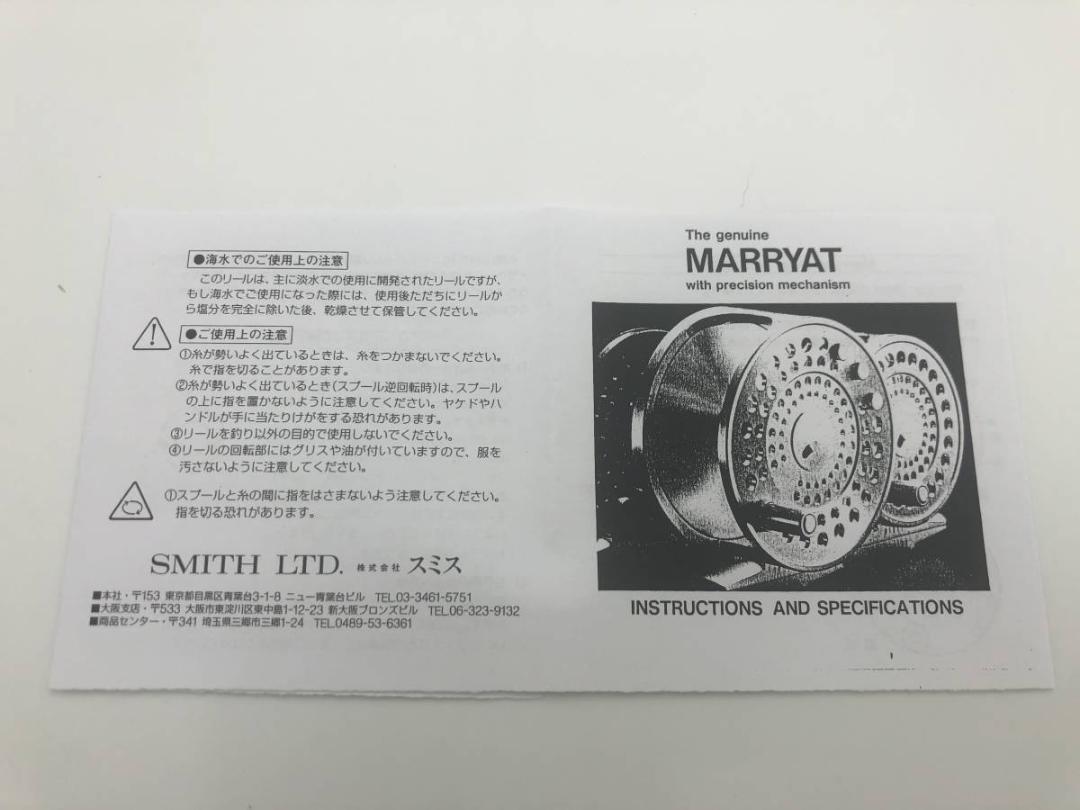 ●海水でのご使用上の注意
このリールは、主に淡水での使用に開発されたリールですが、
もし海水でご使用になった際には、使用後ただちにリールか
ら塩分を完全に除いた後、乾燥させて保管してください。
●ご使用上の注意
①糸が勢いよく出ているときは、糸をつかまないでください。
糸で指を切ることがあります。
②糸が勢いよく出ているとき(スプール逆回転時)は、スプール
の上に指を置かないように注意してください。ヤケドやハ
ンドルが手に当たりけがをする恐れがあります。
③リールを釣り以外の目的で使用しないでください。
④リールの回転部にはグリスや油が付いていますので、服を
汚さないように注意してください。
①スプールと糸の間に指をはさまないよう注意してください。
指を切る恐れがあります。
SMITH LTD. 株式会社 スミス
■本社・〒153 東京都目黒区青葉台3-1-8 ニュー青葉台ビル TEL.03-3461-5751
■大阪支店・〒533 大阪市東淀川区東中島1-12-23 新大阪ブロンズビル TEL.06-323-9132
■商品センター・〒341 埼玉県三郷市三郷1-24 TEL.0489-53-6361
The genuine
MARRYAT
with precision mechanism
INSTRUCTIONS AND SPECIFICATIONS